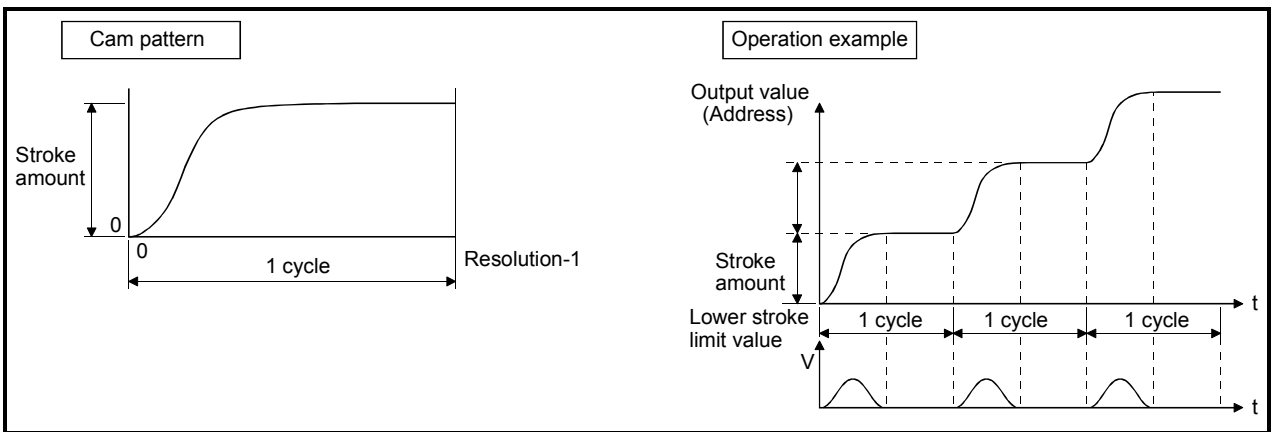 Cam pattern
Stroke
amount
0
0
1 cycle
Resolution-1
Operation example
Output value
(Address)
Stroke
amount
Lower stroke
limit value
1 cycle
1 cycle
1 cycle
t
V
t